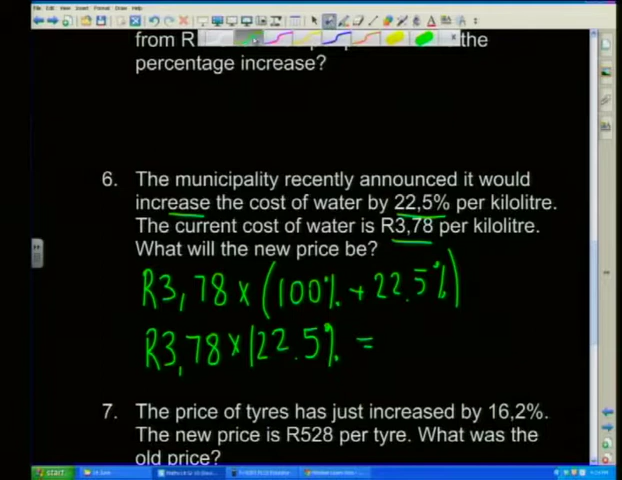 from R
the
percentage increase?
6. The municipality recently announced it would
increase the cost of water by 22,5% per kilolitre.
The current cost of water is R3,78 per kilolitre.
What will the new price be?
R3,78 × (100% + 22.5%)
R3,78 × 122.5% =
7. The price of tyres has just increased by 16,2%.
The new price is R528 per tyre. What was the
old price?
start